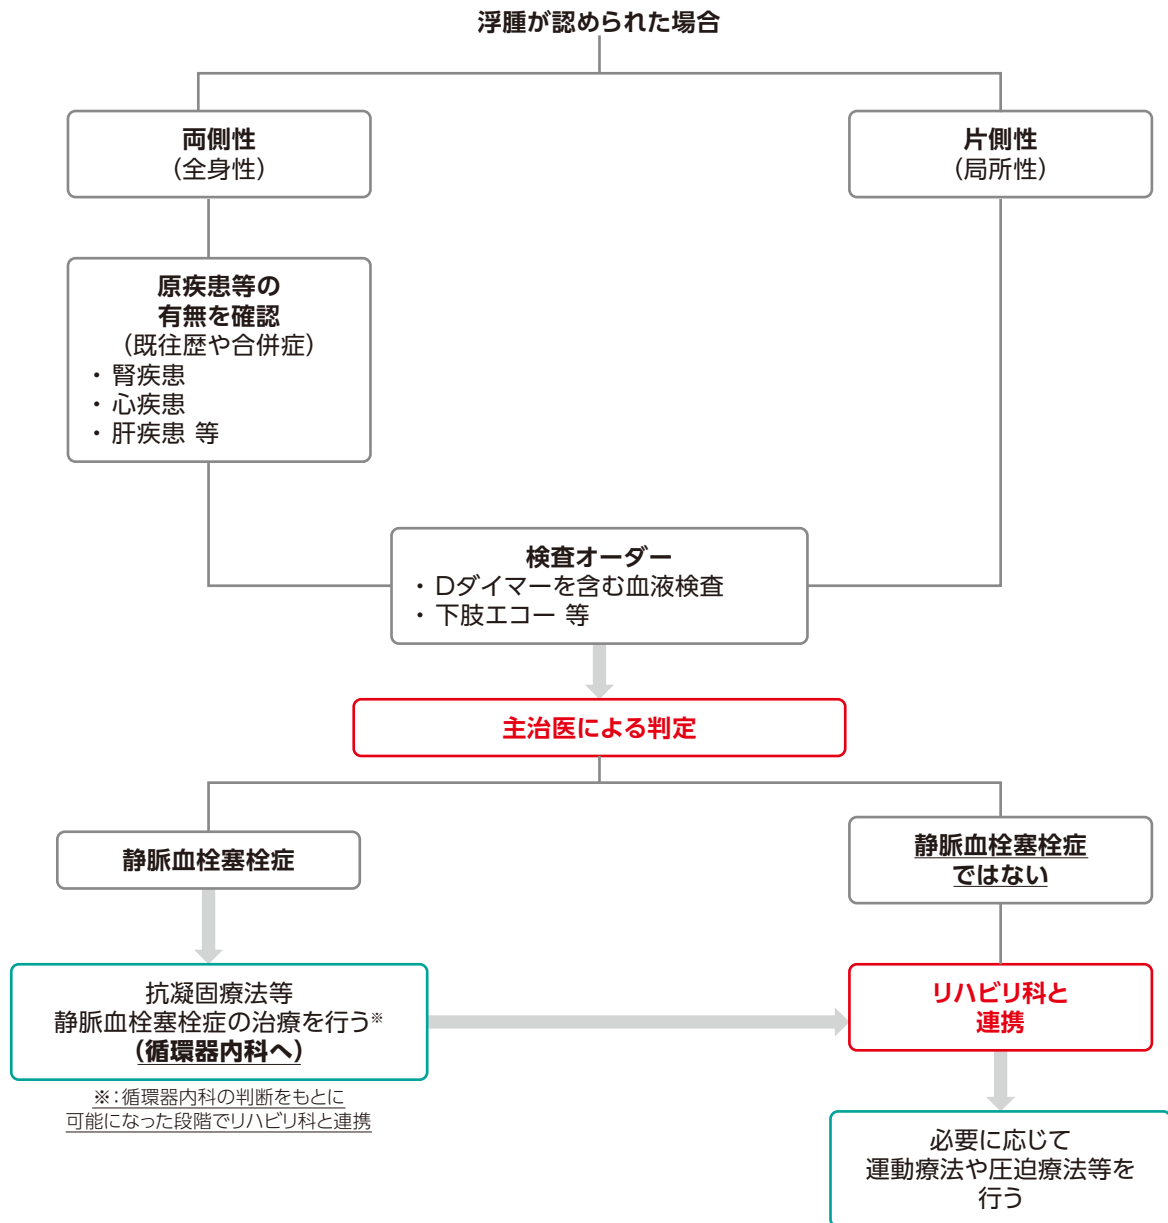 浮腫が認められた場合
両側性
(全身性)
片側性
(局所性)
原疾患等の
有無を確認
(既往歴や合併症)
・ 腎疾患
・ 心疾患
・ 肝疾患 等
検査オーダー
・ Dダイマーを含む血液検査
・ 下肢エコー 等
主治医による判定
静脈血栓塞栓症
静脈血栓塞栓症
ではない
抗凝固療法等
静脈血栓塞栓症の治療を行う※
(循環器内科へ)
リハビリ科と
連携
※：循環器内科の判断をもとに
可能になった段階でリハビリ科と連携
必要に応じて
運動療法や圧迫療法等を
行う